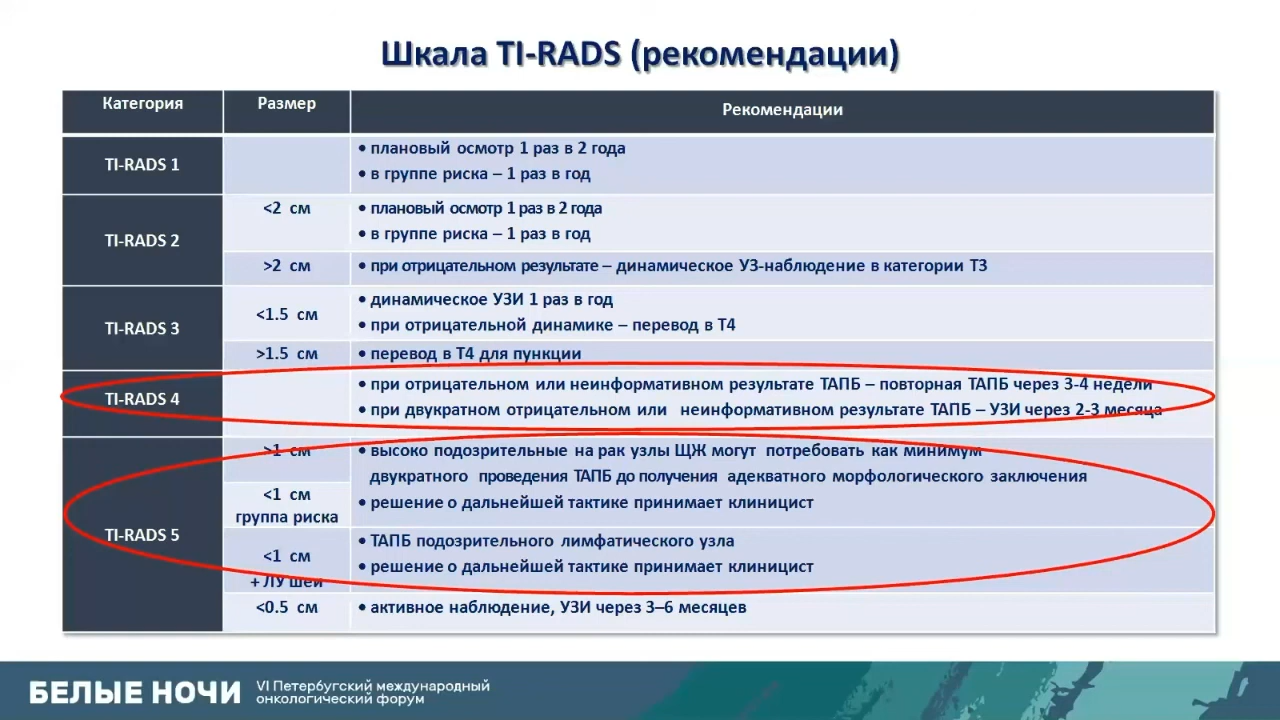 Шкала TI-RADS (рекомендации)
Категория
Размер
Рекомендации
TI-RADS 1
• плановый осмотр 1 раз в 2 года
• в группе риска – 1 раз в год
TI-RADS 2
<2 см
• плановый осмотр 1 раз в 2 года
• в группе риска – 1 раз в год
>2 см
• при отрицательном результате – динамическое УЗ-наблюдение в категории Т3
TI-RADS 3
<1.5 см
• динамическое УЗИ 1 раз в год
• при отрицательной динамике – перевод в Т4
>1.5 см
• перевод в Т4 для пункции
TI-RADS 4
• при отрицательном или неинформативном результате ТАПБ – повторная ТАПБ через 3-4 недели
• при двукратном отрицательном или неинформативном результате ТАПБ – УЗИ через 2-3 месяца
TI-RADS 5
>1 см
• высоко подозрительные на рак узлы ЩЖ могут потребовать как минимум
двукратного проведения ТАПБ до получения адекватного морфологического заключения
<1 см
группа риска
• решение о дальнейшей тактике принимает клиницист
<1 см
+ ЛУ шеи
• ТАПБ подозрительного лимфатического узла
• решение о дальнейшей тактике принимает клиницист
<0.5 см
• активное наблюдение, УЗИ через 3–6 месяцев
БЕЛЫЕ НОЧИ
VI Петербургский международный
онкологический форум